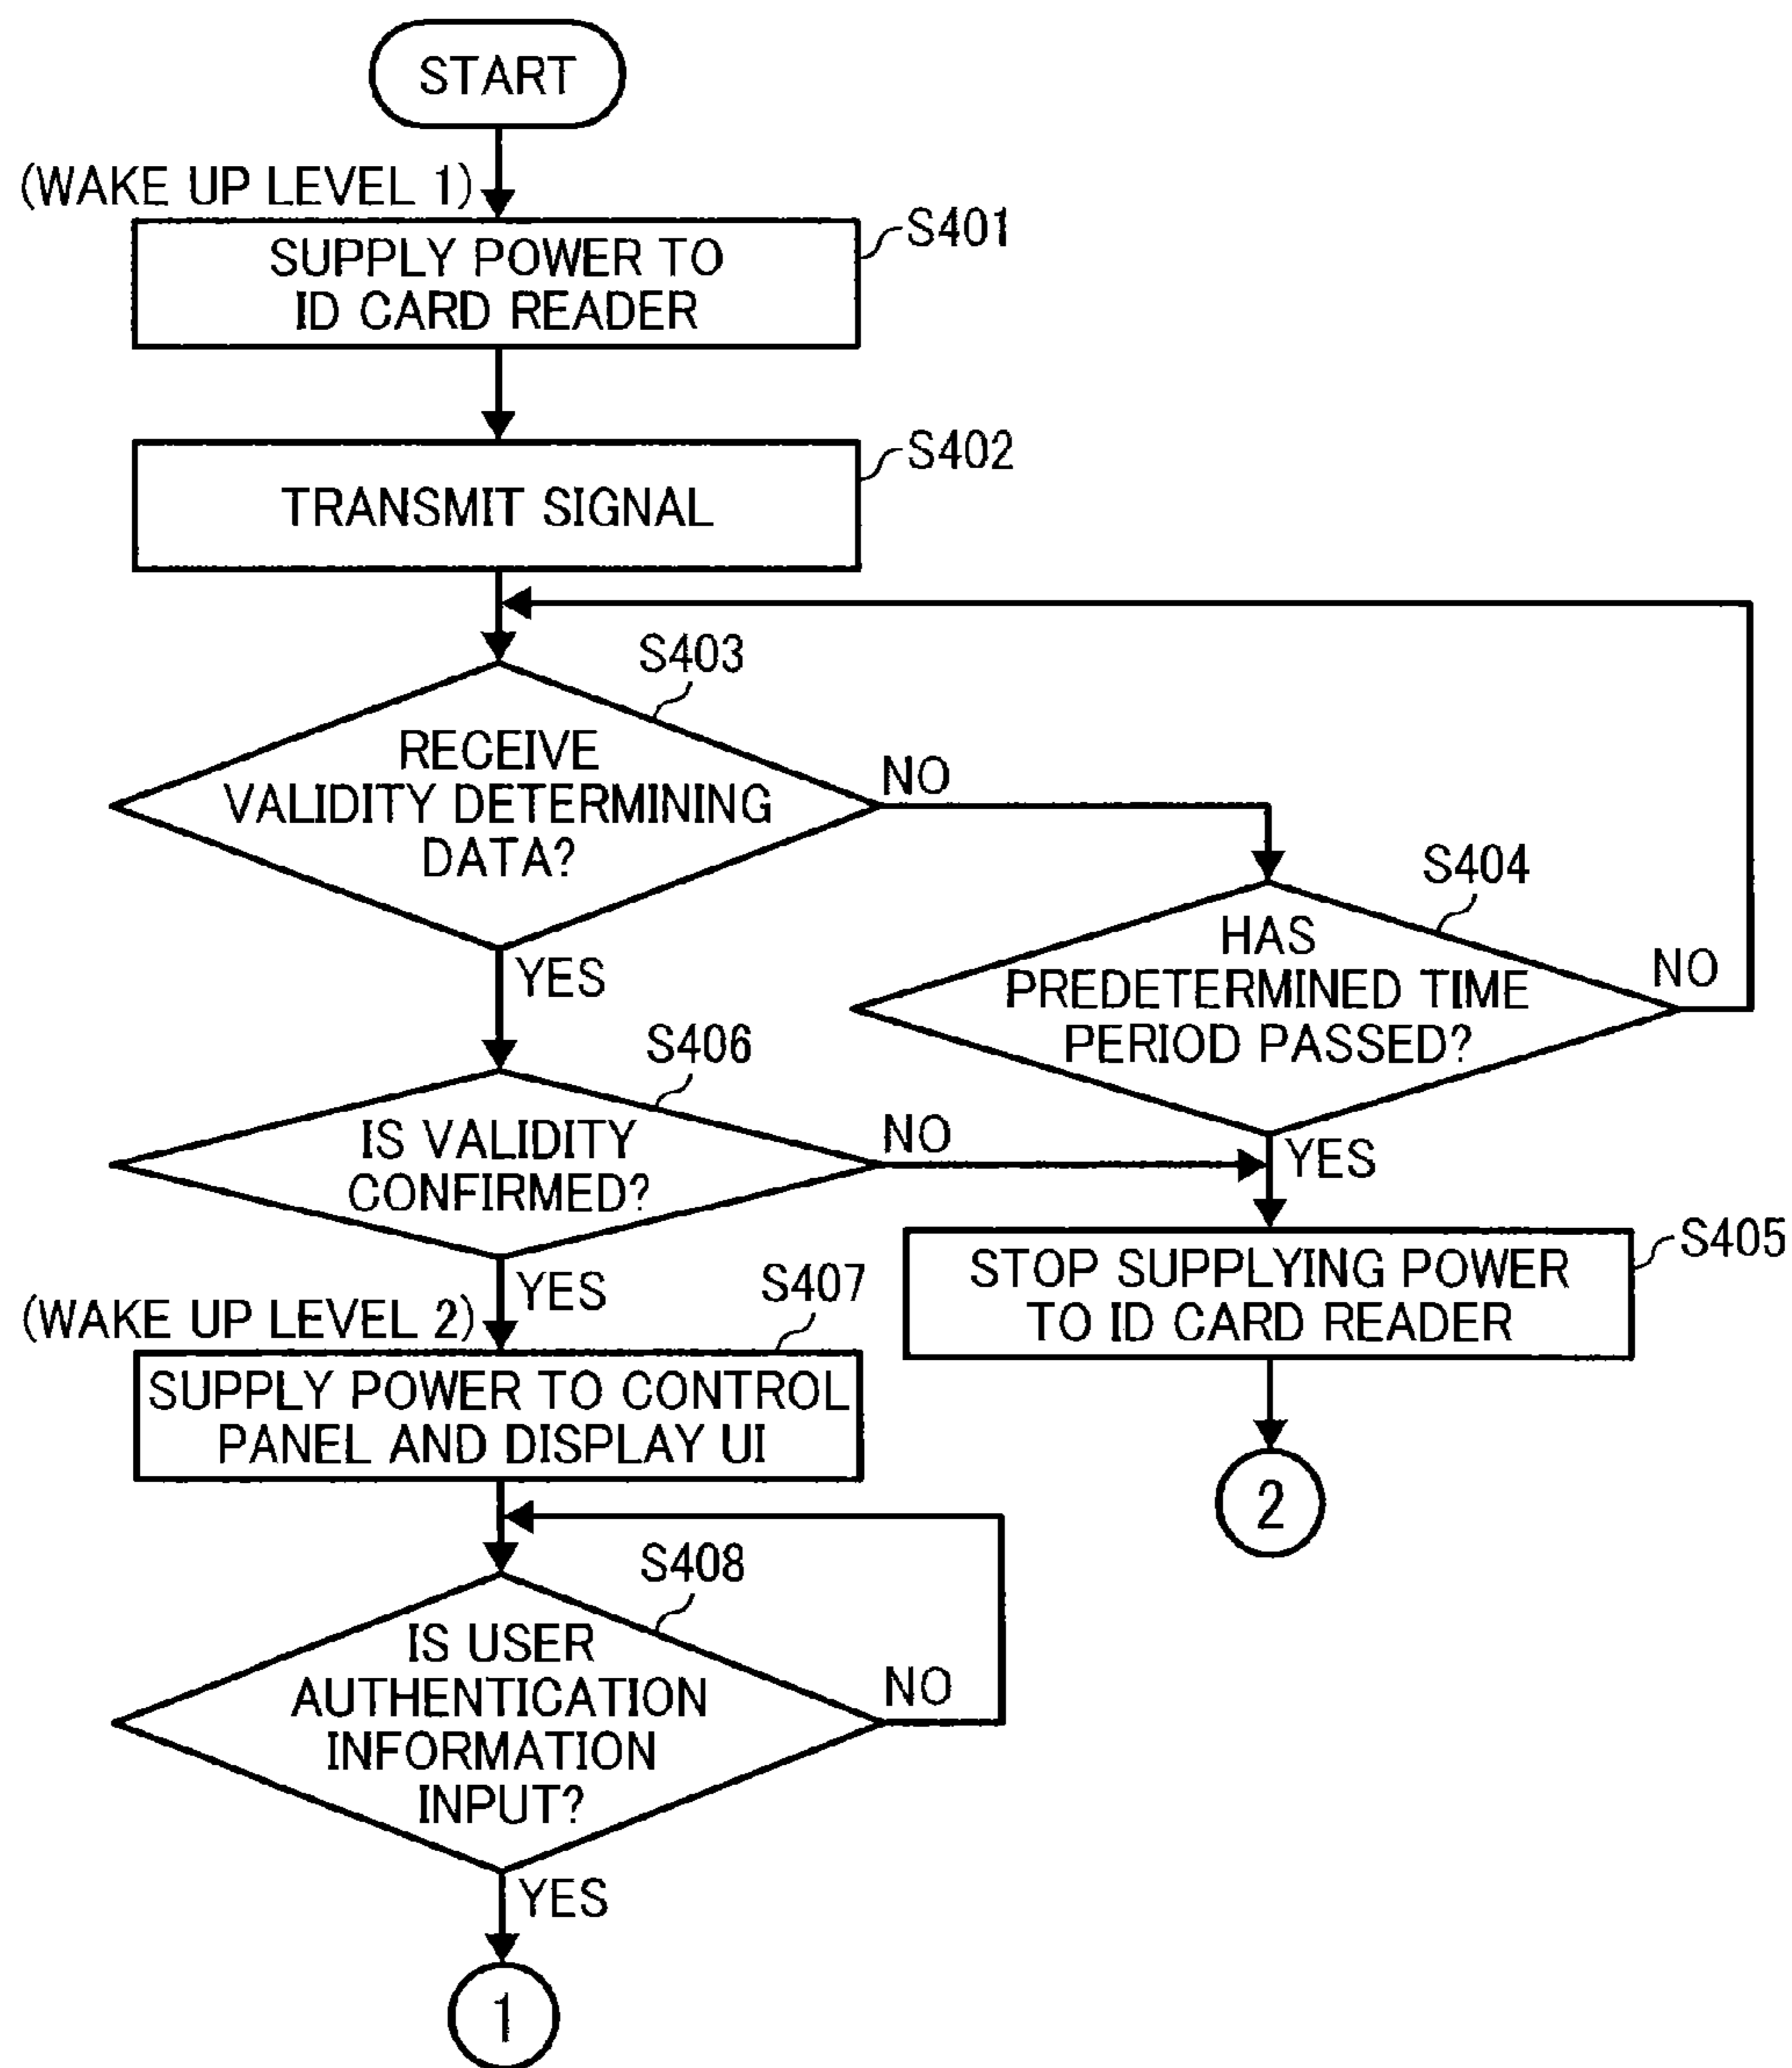 START
(WAKE UP LEVEL 1)
S401
SUPPLY POWER TO
ID CARD READER
S402
TRANSMIT SIGNAL
S403
RECEIVE
VALIDITY DETERMINING
DATA?
NO
YES
S404
HAS
PREDETERMINED TIME
PERIOD PASSED?
NO
YES
S406
IS VALIDITY
CONFIRMED?
NO
YES
S405
STOP SUPPLYING POWER
TO ID CARD READER
2
(WAKE UP LEVEL 2)
S407
SUPPLY POWER TO CONTROL
PANEL AND DISPLAY UI
S408
IS USER
AUTHENTICATION
INFORMATION
INPUT?
NO
YES
1